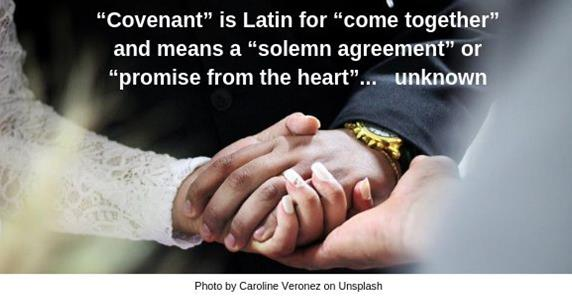 “Covenant” is Latin for “come together”
and means a “solemn agreement” or
“promise from the heart”... unknown
Photo by Caroline Veronez on Unsplash